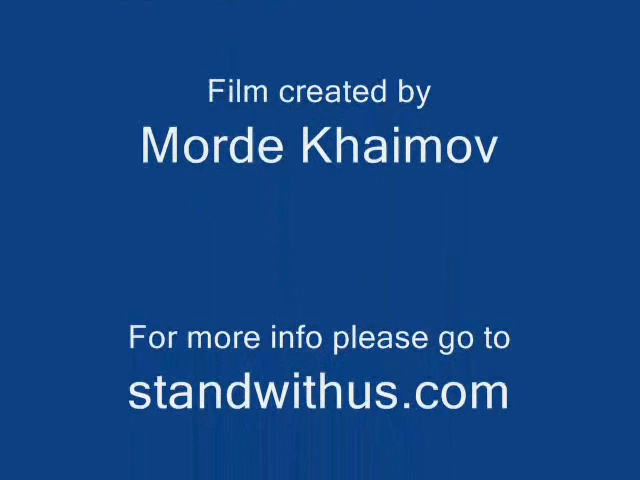 Film created by
Morde Khaimov
For more info please go to
standwithus.com